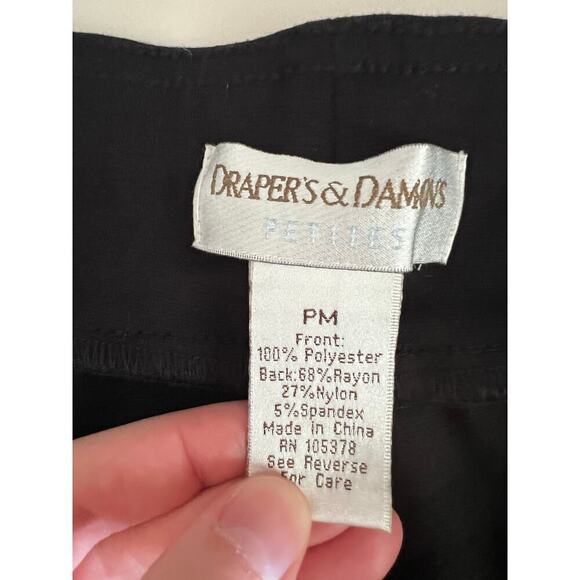 DRAPER'S & DAMON'S
PETITES
PM
Front:
100% Polyester
Back:68%Rayon
27%Nylon
5%Spandex
Made In China
RN 105378
See Reverse
For Care